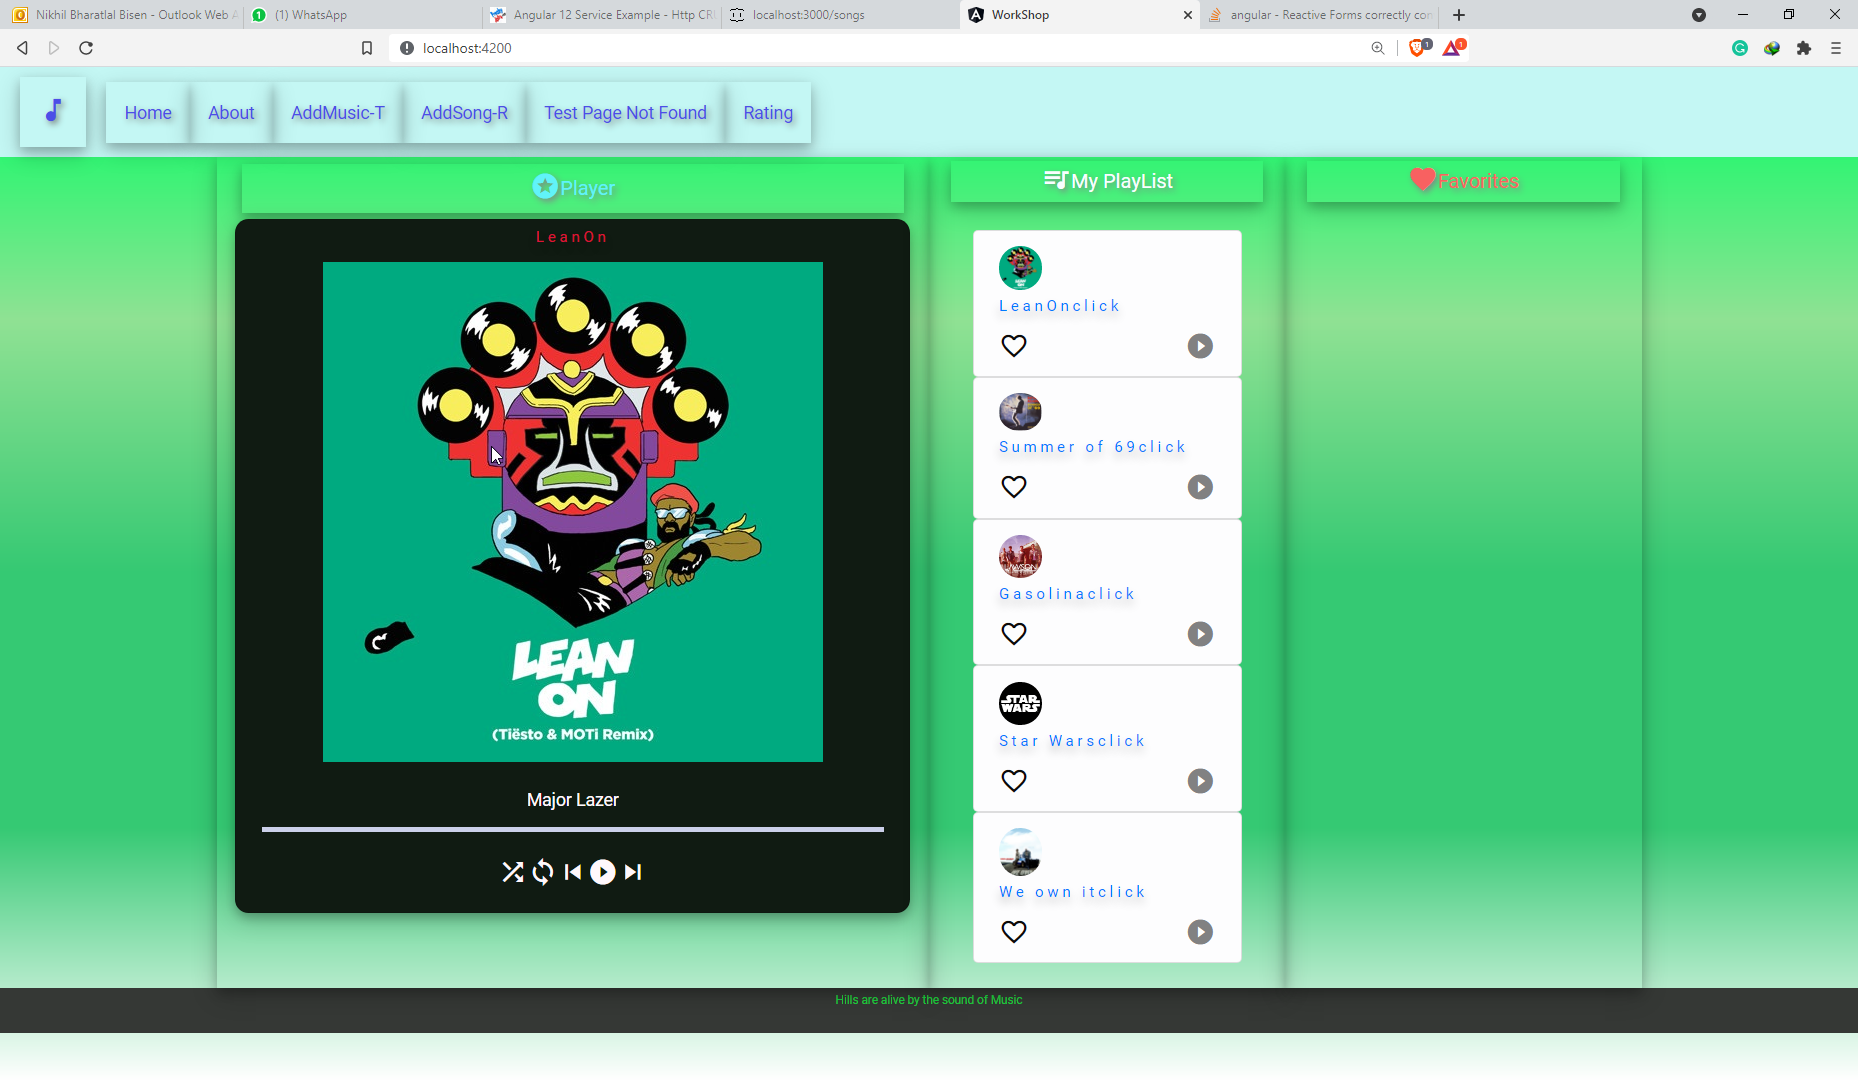 Nikhil Bharatlal Bisen - Outlook Web A
(1) WhatsApp
Angular 12 Service Example - Http CR
localhost:3000/songs
WorkShop
angular - Reactive Forms correctly con
localhost:4200
Home
About
AddMusic-T
AddSong-R
Test Page Not Found
Rating
Player
My PlayList
Favorites
LeanOn
LEAN
ON
(Tiësto & MOTi Remix)
Major Lazer
LeanOnclick
Summer of 69click
Gasolinaclick
STAR
WARS
Star Warsclick
We own itclick
Hills are alive by the sound of Music